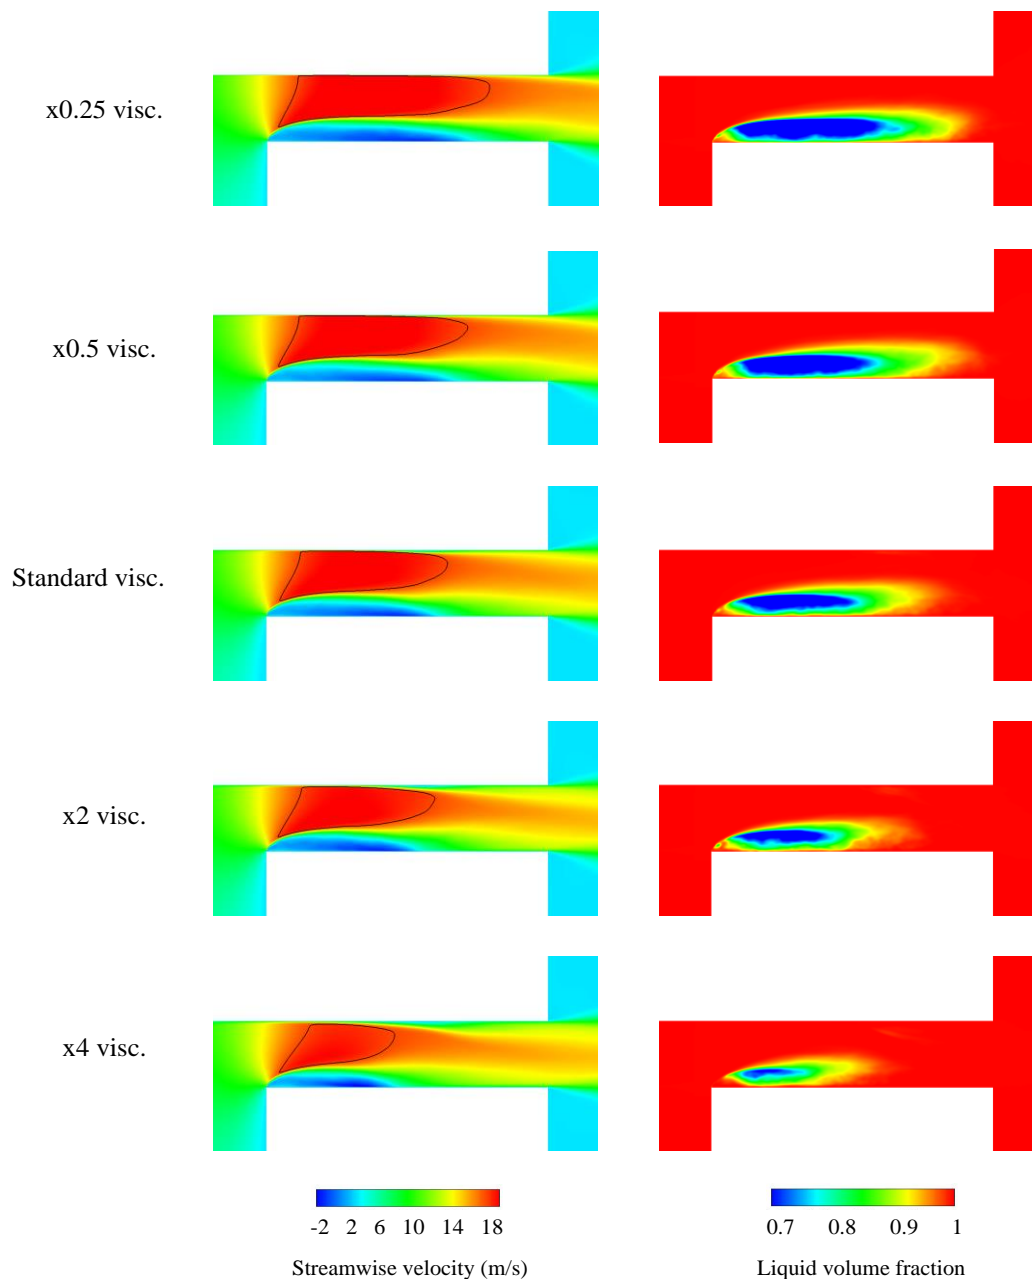 x0.25 visc.
x0.5 visc.
Standard visc.
x2 visc.
x4 visc.
-2 2 6 10 14 18
Streamwise velocity (m/s)
0.7 0.8 0.9 1
Liquid volume fraction